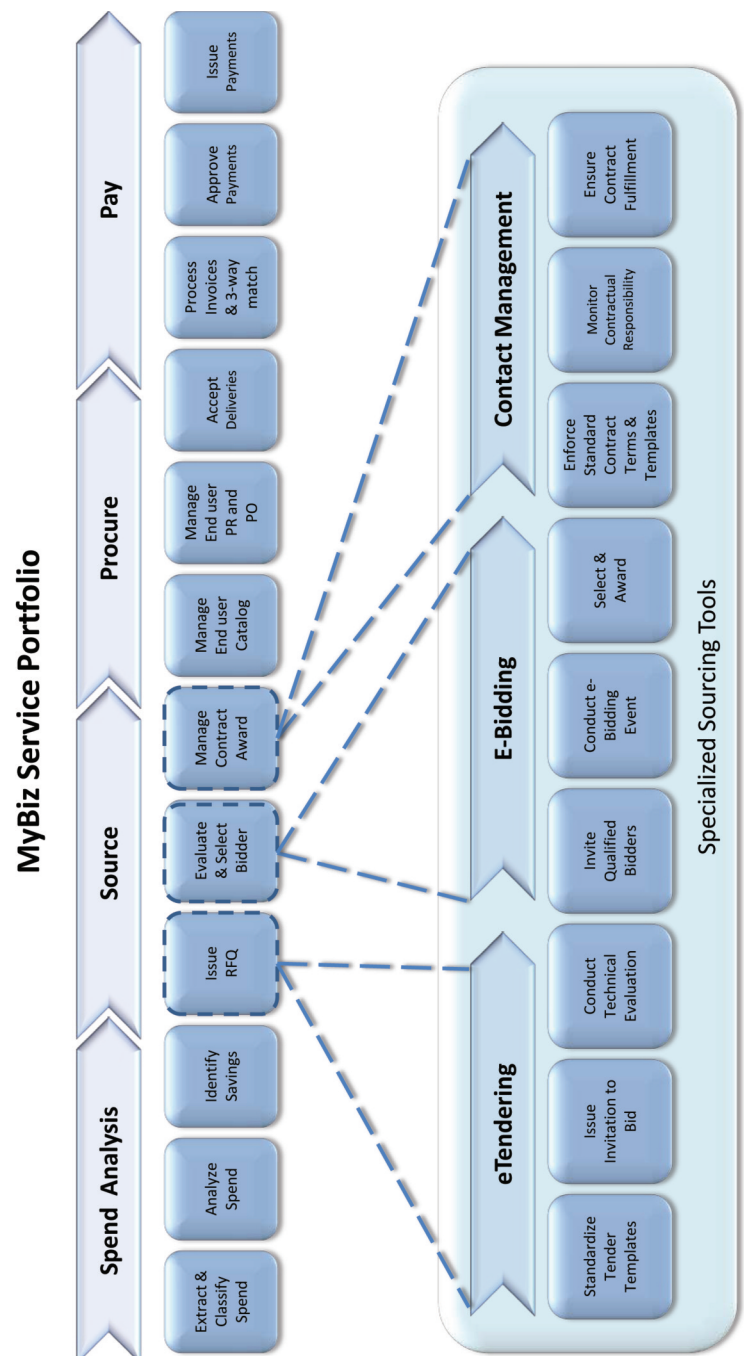 MyBiz Service Portfolio
Spend Analysis
Source
Procure
Pay
Extract &
Classify
Spend
Analyze
Spend
Identify
Savings
Issue
RFQ
Evaluate
& Select
Bidder
Manage
Contract
Award
Manage
End user
Catalog
Manage
End user
PR and
PO
Accept
Deliveries
Process
Invoices
& 3-way
match
Approve
Payments
Issue
Payments
eTendering
E-Bidding
Contact Management
Standardize
Tender
Templates
Issue
Invitation to
Bid
Conduct
Technical
Evaluation
Invite
Qualified
Bidders
Conduct e-
Bidding
Event
Select &
Award
Enforce
Standard
Contract
Terms &
Templates
Monitor
Contractual
Responsibility
Ensure
Contract
Fulfillment
Specialized Sourcing Tools